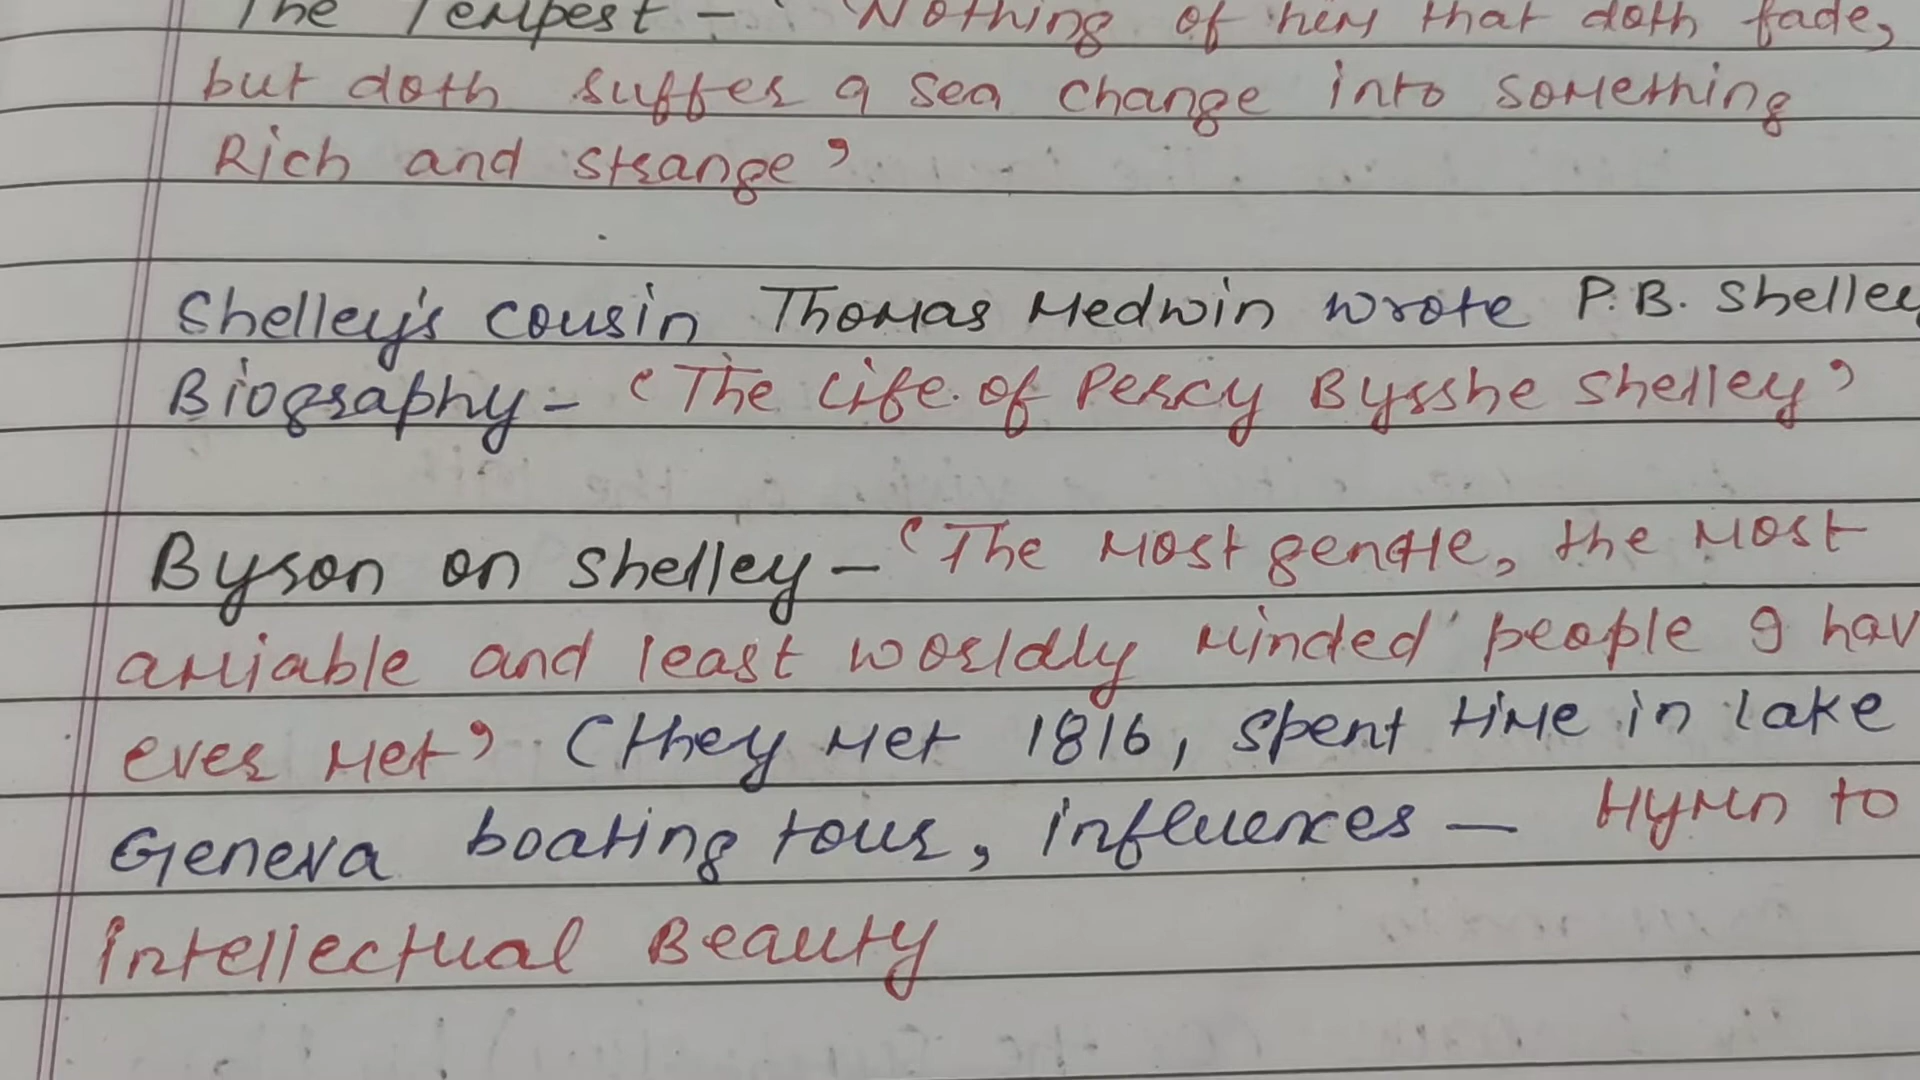 The Tempest - 'Nothing of him that doth fade,
but doth suffer a sea change into something
Rich and strange'
Shelley's cousin Thomas Medwin wrote P.B. Shelley
Biography - 'The Life of Percy Bysshe Shelley'
Byron on Shelley - 'The Most gentle, the Most
amiable and least worldly minded people I hav
ever met' (they met 1816, spent time in lake
Geneva boating tour, influences - Hymn to
intellectual Beauty